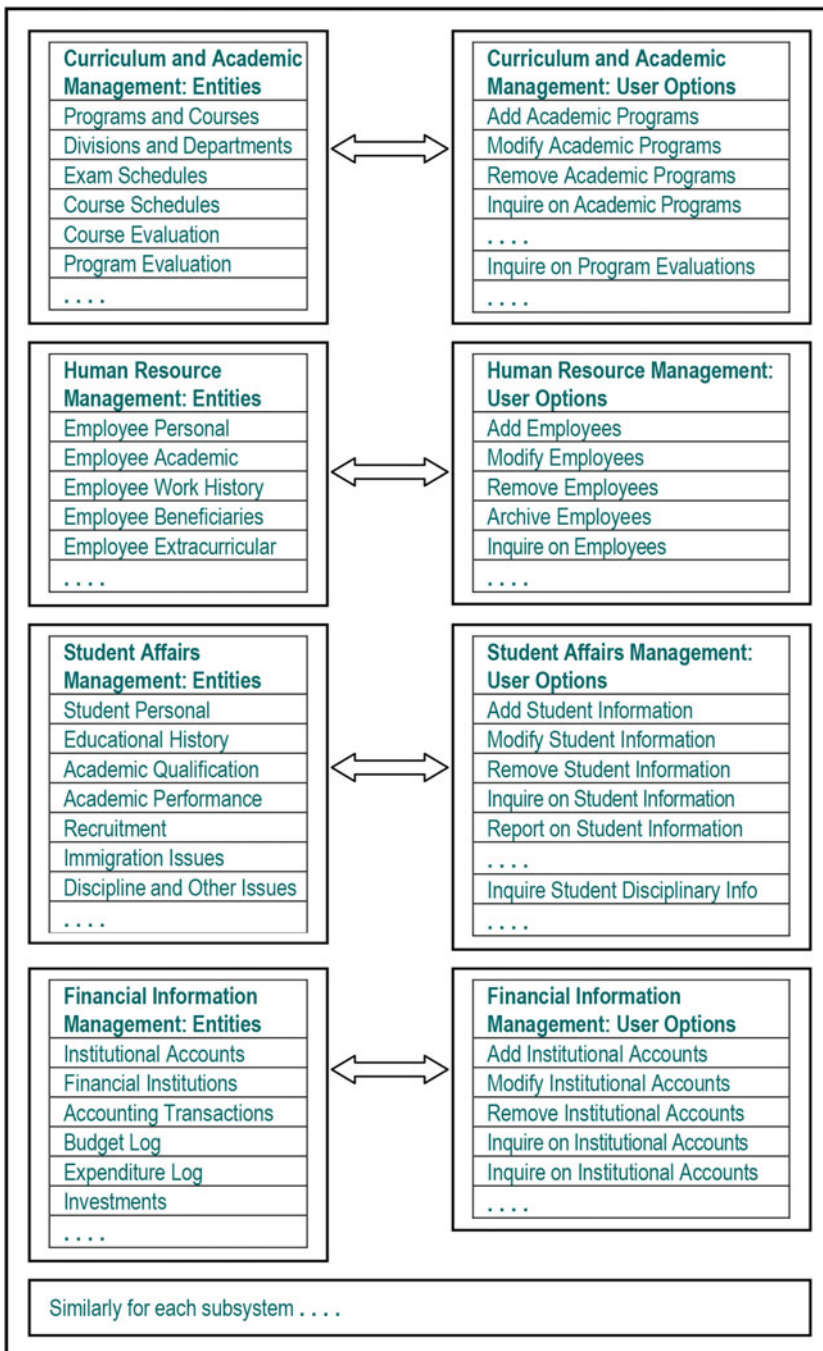 Curriculum and Academic
Management: Entities
Programs and Courses
Divisions and Departments
Exam Schedules
Course Schedules
Course Evaluation
Program Evaluation
. . . .
Curriculum and Academic
Management: User Options
Add Academic Programs
Modify Academic Programs
Remove Academic Programs
Inquire on Academic Programs
. . . .
Inquire on Program Evaluations
. . . .
Human Resource
Management: Entities
Employee Personal
Employee Academic
Employee Work History
Employee Beneficiaries
Employee Extracurricular
. . . .
Human Resource Management:
User Options
Add Employees
Modify Employees
Remove Employees
Archive Employees
Inquire on Employees
. . . .
Student Affairs
Management: Entities
Student Personal
Educational History
Academic Qualification
Academic Performance
Recruitment
Immigration Issues
Discipline and Other Issues
. . . .
Student Affairs Management:
User Options
Add Student Information
Modify Student Information
Remove Student Information
Inquire on Student Information
Report on Student Information
. . . .
Inquire Student Disciplinary Info
. . . .
Financial Information
Management: Entities
Institutional Accounts
Financial Institutions
Accounting Transactions
Budget Log
Expenditure Log
Investments
. . . .
Financial Information
Management: User Options
Add Institutional Accounts
Modify Institutional Accounts
Remove Institutional Accounts
Inquire on Institutional Accounts
Inquire on Institutional Accounts
. . . .
Similarly for each subsystem . . . .